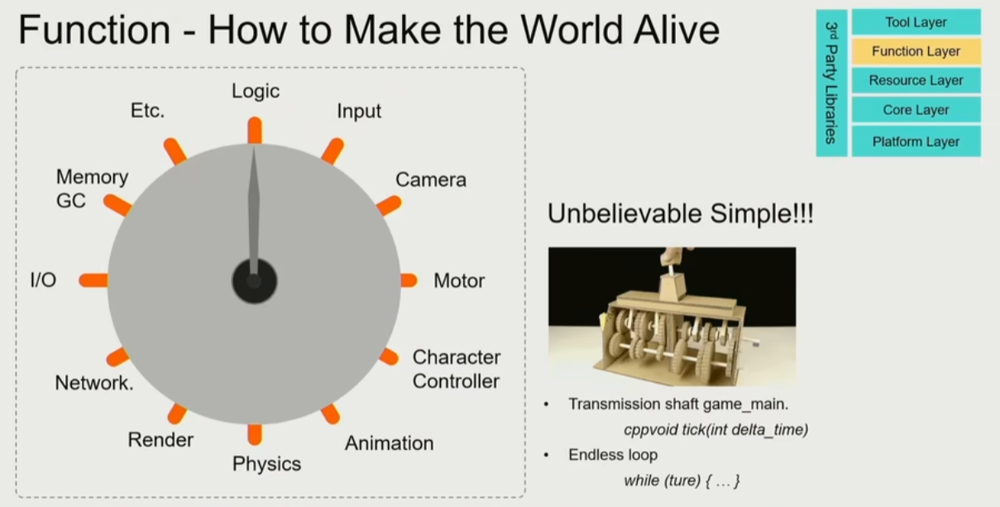 Function - How to Make the World Alive
3rd Party Libraries
Tool Layer
Function Layer
Resource Layer
Core Layer
Platform Layer
Logic
Input
Camera
Motor
Character
Controller
Animation
Physics
Render
Network.
I/O
Memory
GC
Etc.
Unbelievable Simple!!!
• Transmission shaft game_main.
cppvoid tick(int delta_time)
• Endless loop
while (ture) { … }